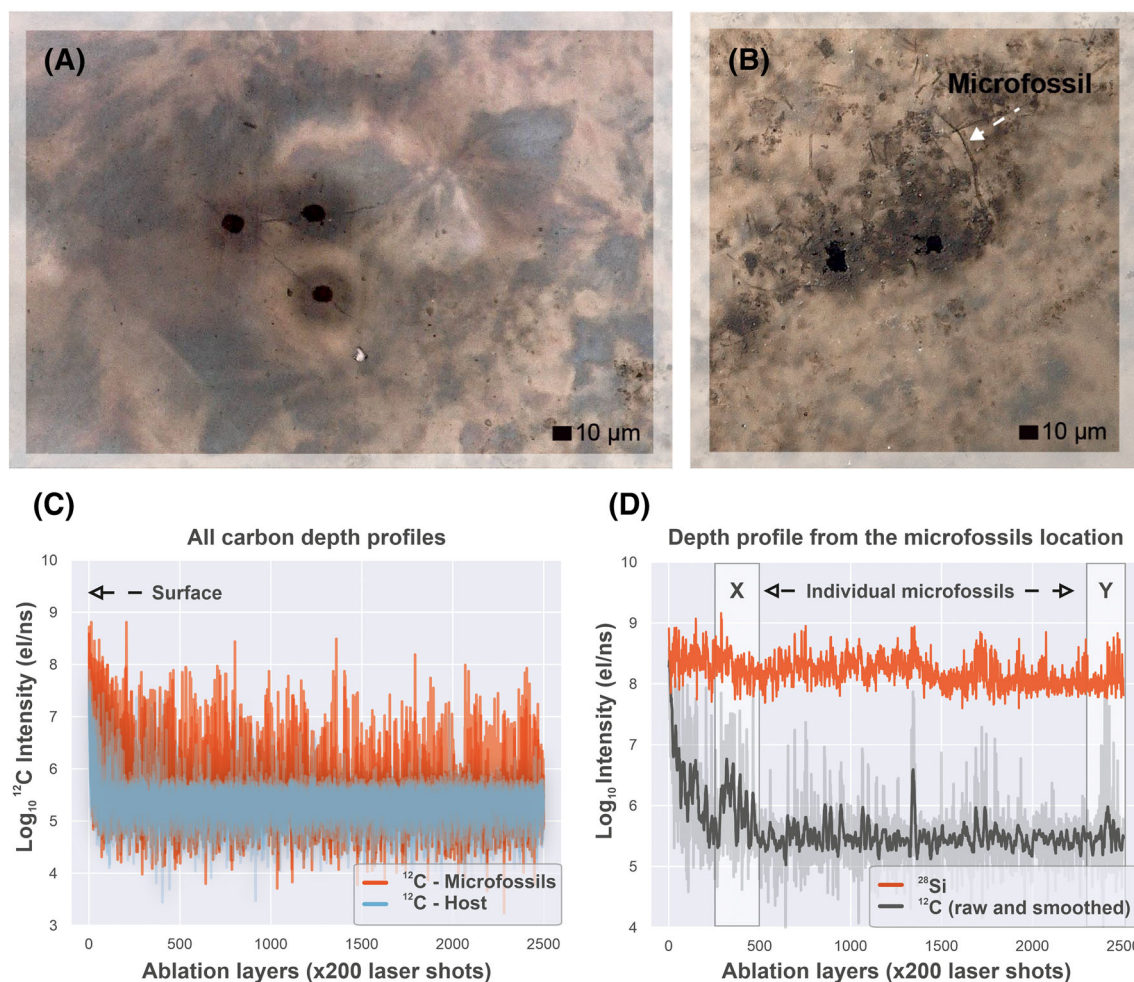 (A)
10 µm
(B)
Microfossil
10 µm
(C)
All carbon depth profiles
Log₁₀ ¹²C Intensity (el/ns)
10
9
8
7
6
5
4
3
Surface
¹²C - Microfossils
¹²C - Host
0
500
1000
1500
2000
2500
Ablation layers (x200 laser shots)
(D)
Depth profile from the microfossils location
Log₁₀ Intensity (el/ns)
10
9
8
7
6
5
4
X
Individual microfossils
Y
²⁸Si
¹²C (raw and smoothed)
0
500
1000
1500
2000
2500
Ablation layers (x200 laser shots)